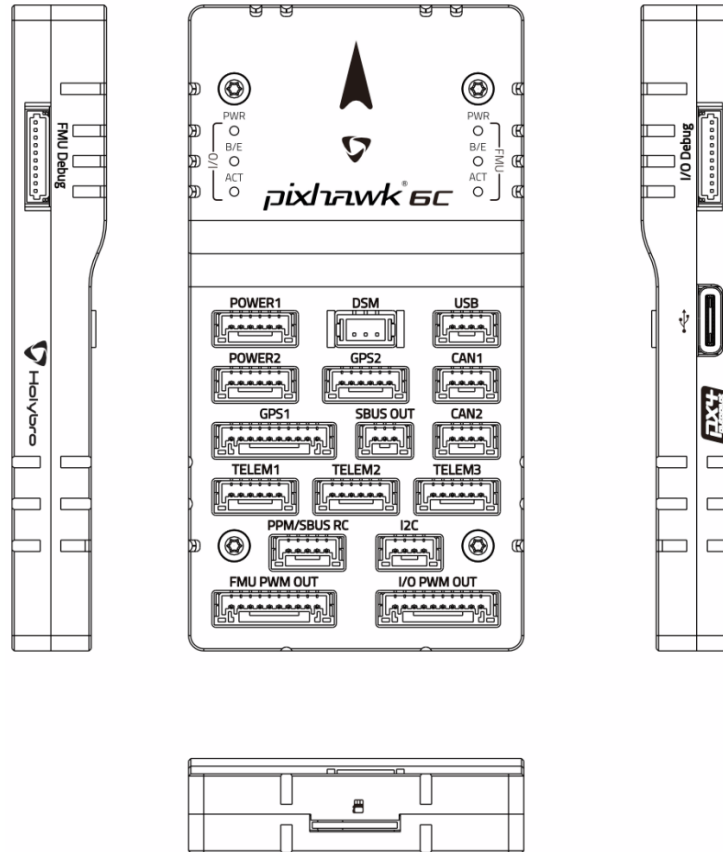 FMU Debug
Holybro
PWR
B/E
ACT
I/O
PWR
B/E
ACT
FMU
pixhawk® 6C
POWER1 DSM USB
POWER2 GPS2 CAN1
GPS1 SBUS OUT CAN2
TELEM1 TELEM2 TELEM3
PPM/SBUS RC I2C
FMU PWM OUT I/O PWM OUT
I/O Debug
PX4